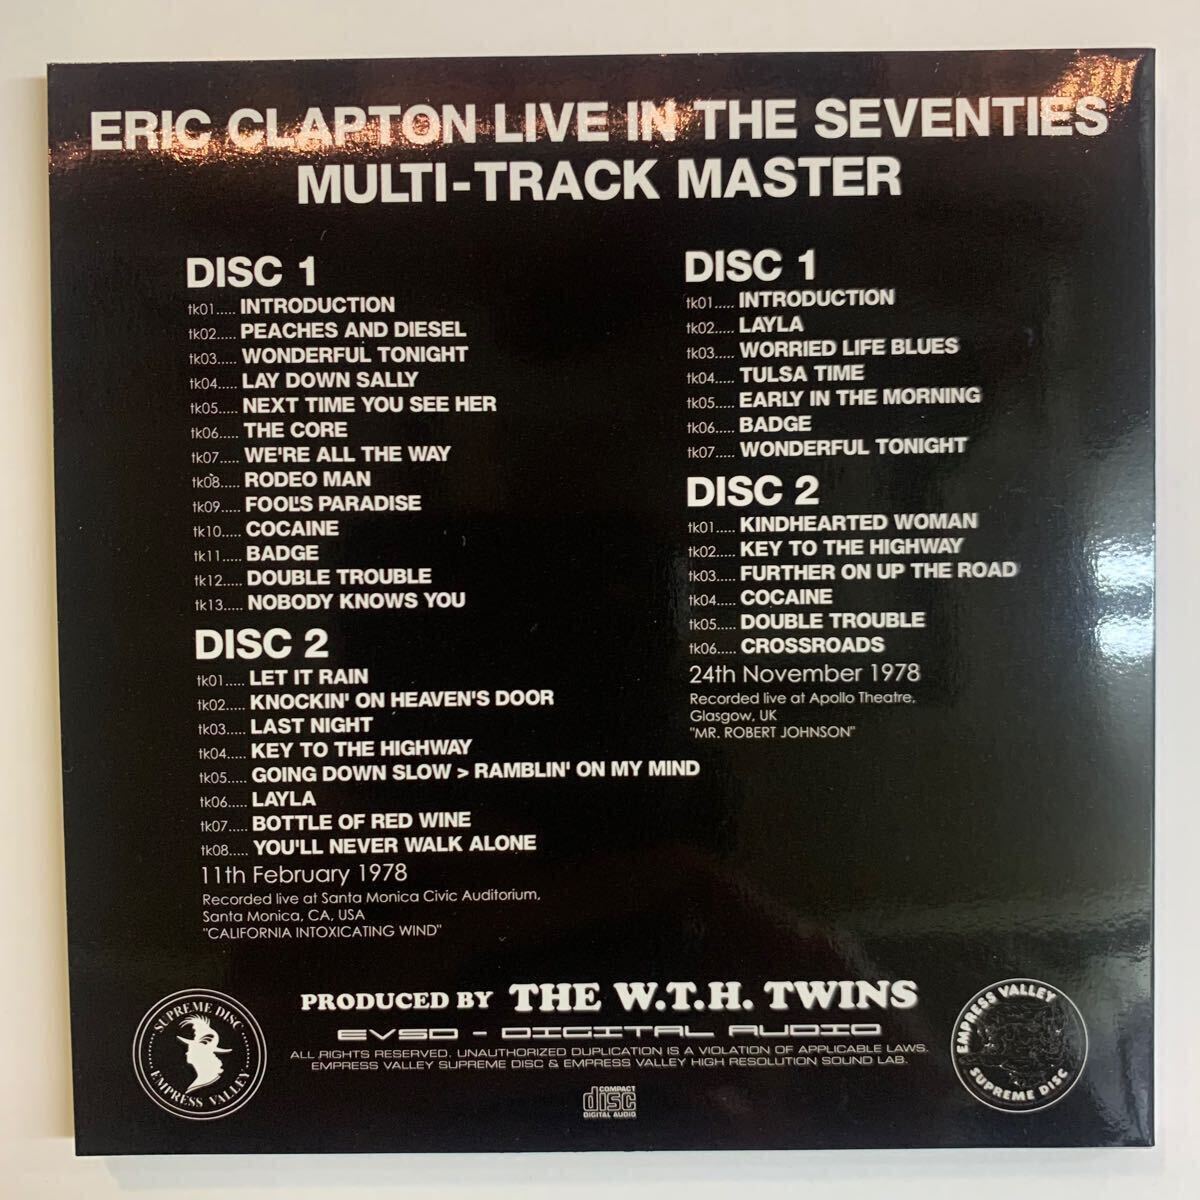 ERIC CLAPTON LIVE IN THE SEVENTIES
MULTI-TRACK MASTER
DISC 1
tk01..... INTRODUCTION
tk02..... PEACHES AND DIESEL
tk03..... WONDERFUL TONIGHT
tk04..... LAY DOWN SALLY
tk05..... NEXT TIME YOU SEE HER
tk06..... THE CORE
tk07..... WE'RE ALL THE WAY
tk08..... RODEO MAN
tk09..... FOOL'S PARADISE
tk10..... COCAINE
tk11..... BADGE
tk12..... DOUBLE TROUBLE
tk13..... NOBODY KNOWS YOU
DISC 2
tk01..... LET IT RAIN
tk02..... KNOCKIN' ON HEAVEN'S DOOR
tk03..... LAST NIGHT
tk04..... KEY TO THE HIGHWAY
tk05..... GOING DOWN SLOW > RAMBLIN' ON MY MIND
tk06..... LAYLA
tk07..... BOTTLE OF RED WINE
tk08..... YOU'LL NEVER WALK ALONE
11th February 1978
Recorded live at Santa Monica Civic Auditorium,
Santa Monica, CA, USA
"CALIFORNIA INTOXICATING WIND"
DISC 1
tk01..... INTRODUCTION
tk02..... LAYLA
tk03..... WORRIED LIFE BLUES
tk04..... TULSA TIME
tk05..... EARLY IN THE MORNING
tk06..... BADGE
tk07..... WONDERFUL TONIGHT
DISC 2
tk01..... KINDHEARTED WOMAN
tk02..... KEY TO THE HIGHWAY
tk03..... FURTHER ON UP THE ROAD
tk04..... COCAINE
tk05..... DOUBLE TROUBLE
tk06..... CROSSROADS
24th November 1978
Recorded live at Apollo Theatre,
Glasgow, UK
"MR. ROBERT JOHNSON"
PRODUCED BY THE W.T.H. TWINS
EVSD - DIGITAL AUDIO
ALL RIGHTS RESERVED. UNAUTHORIZED DUPLICATION IS A VIOLATION OF APPLICABLE LAWS.
EMPRESS VALLEY SUPREME DISC & EMPRESS VALLEY HIGH RESOLUTION SOUND LAB.
SUPREME DISC
EMPRESS VALLEY
EMPRESS VALLEY
SUPREME DISC
COMPACT
disc
DIGITAL AUDIO